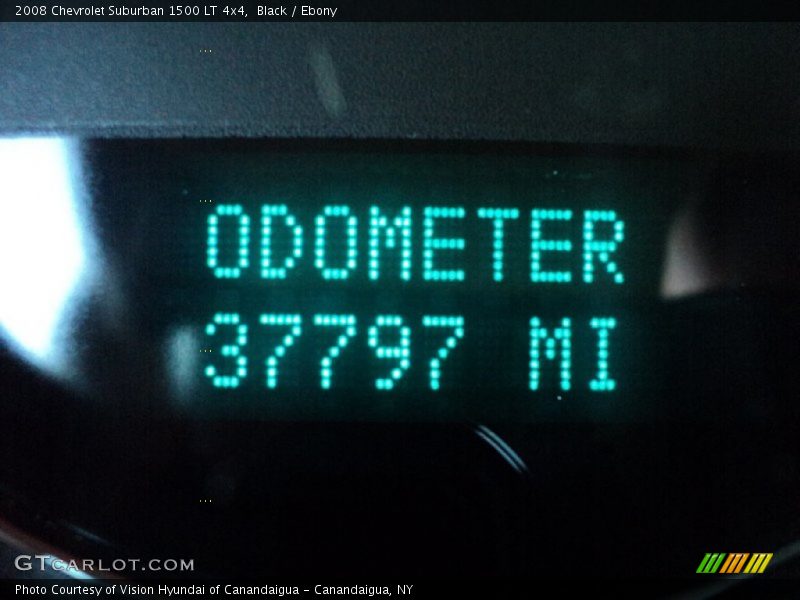 2008 Chevrolet Suburban 1500 LT 4x4, Black / Ebony
ODOMETER
37797 MI
GTCARLOT.COM
Photo Courtesy of Vision Hyundai of Canandaigua - Canandaigua, NY